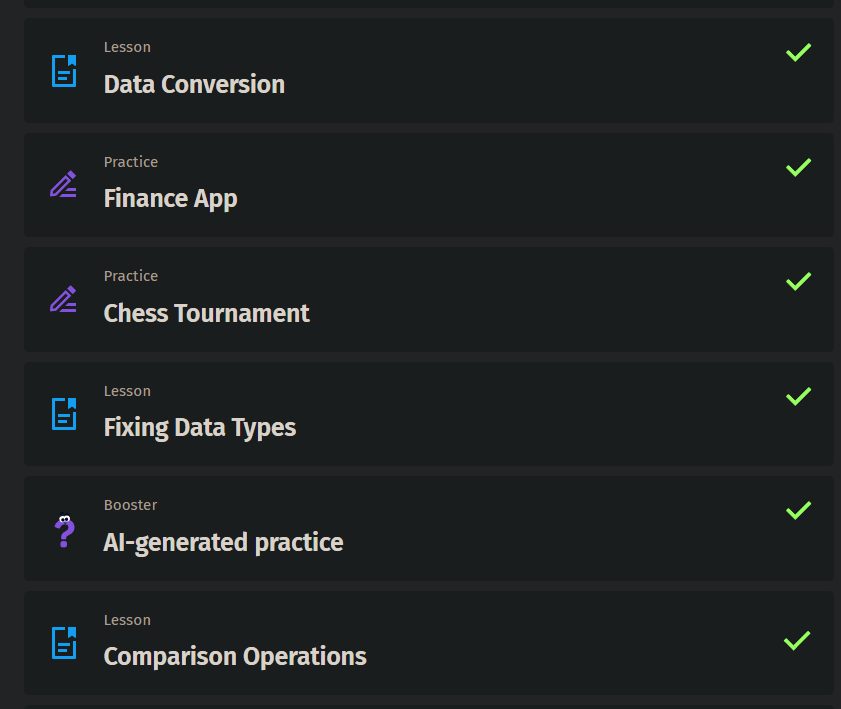 Lesson
Data Conversion
Practice
Finance App
Practice
Chess Tournament
Lesson
Fixing Data Types
Booster
AI-generated practice
Lesson
Comparison Operations